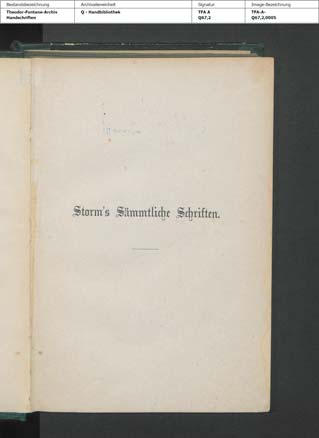 Bestandsbezeichnung
Theodor-Fontane-Archiv
Handschriften
Archivalieneinheit
Q - Handbibliothek
Signatur
TFA A
Q67,2
Image-Bezeichnung
TFA-A-
Q67,2,0005
Storm's Sämmtliche Schriften.